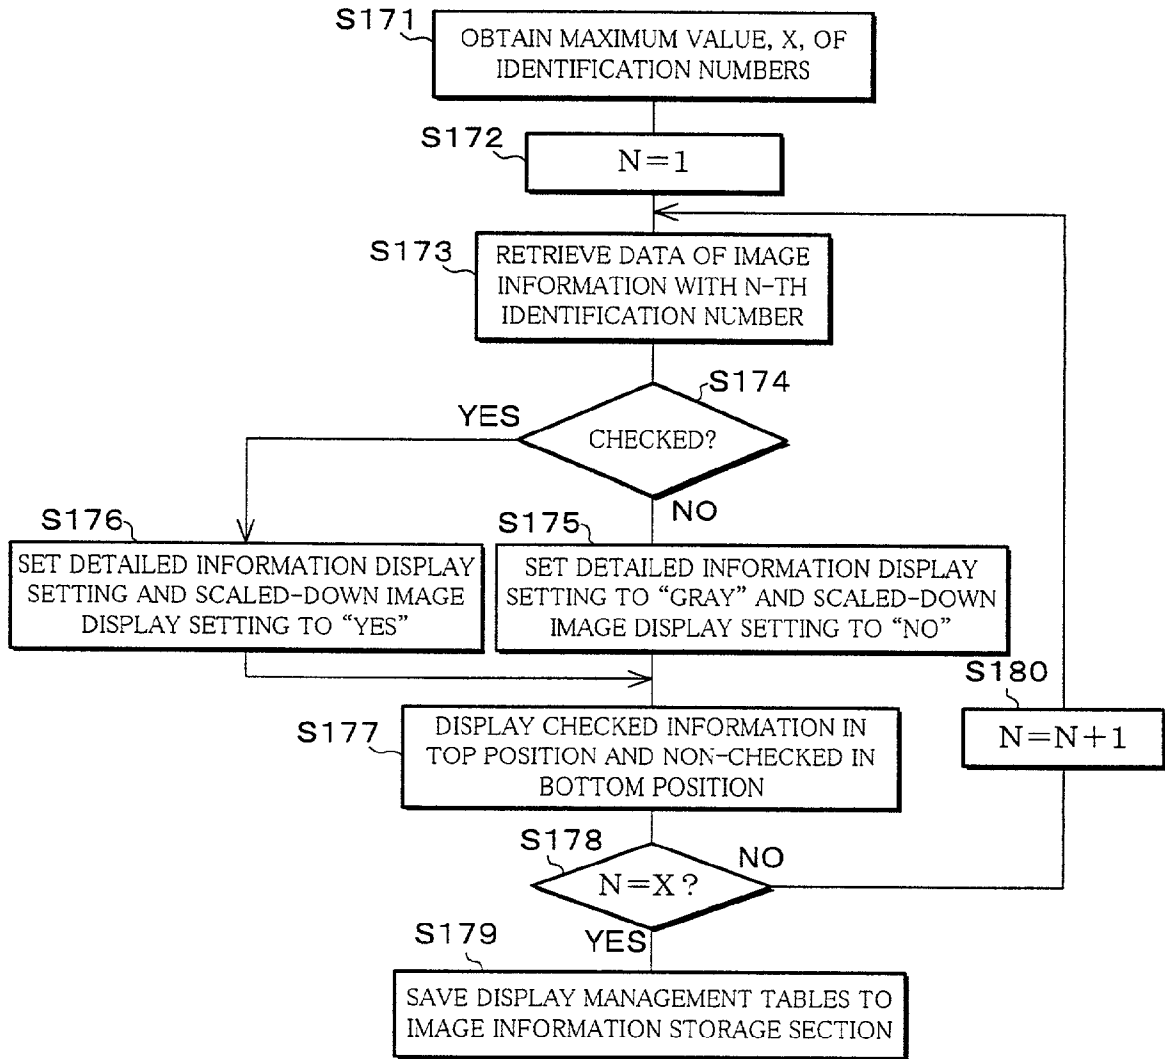 S171
OBTAIN MAXIMUM VALUE, X, OF
IDENTIFICATION NUMBERS
S172
N=1
S173
RETRIEVE DATA OF IMAGE
INFORMATION WITH N-TH
IDENTIFICATION NUMBER
S174
YES
CHECKED?
NO
S176
SET DETAILED INFORMATION DISPLAY
SETTING AND SCALED-DOWN IMAGE
DISPLAY SETTING TO “YES”
S175
SET DETAILED INFORMATION DISPLAY
SETTING TO “GRAY” AND SCALED-DOWN
IMAGE DISPLAY SETTING TO “NO”
S180
N=N+1
S177
DISPLAY CHECKED INFORMATION IN
TOP POSITION AND NON-CHECKED IN
BOTTOM POSITION
S178
N=X?
NO
YES
S179
SAVE DISPLAY MANAGEMENT TABLES TO
IMAGE INFORMATION STORAGE SECTION